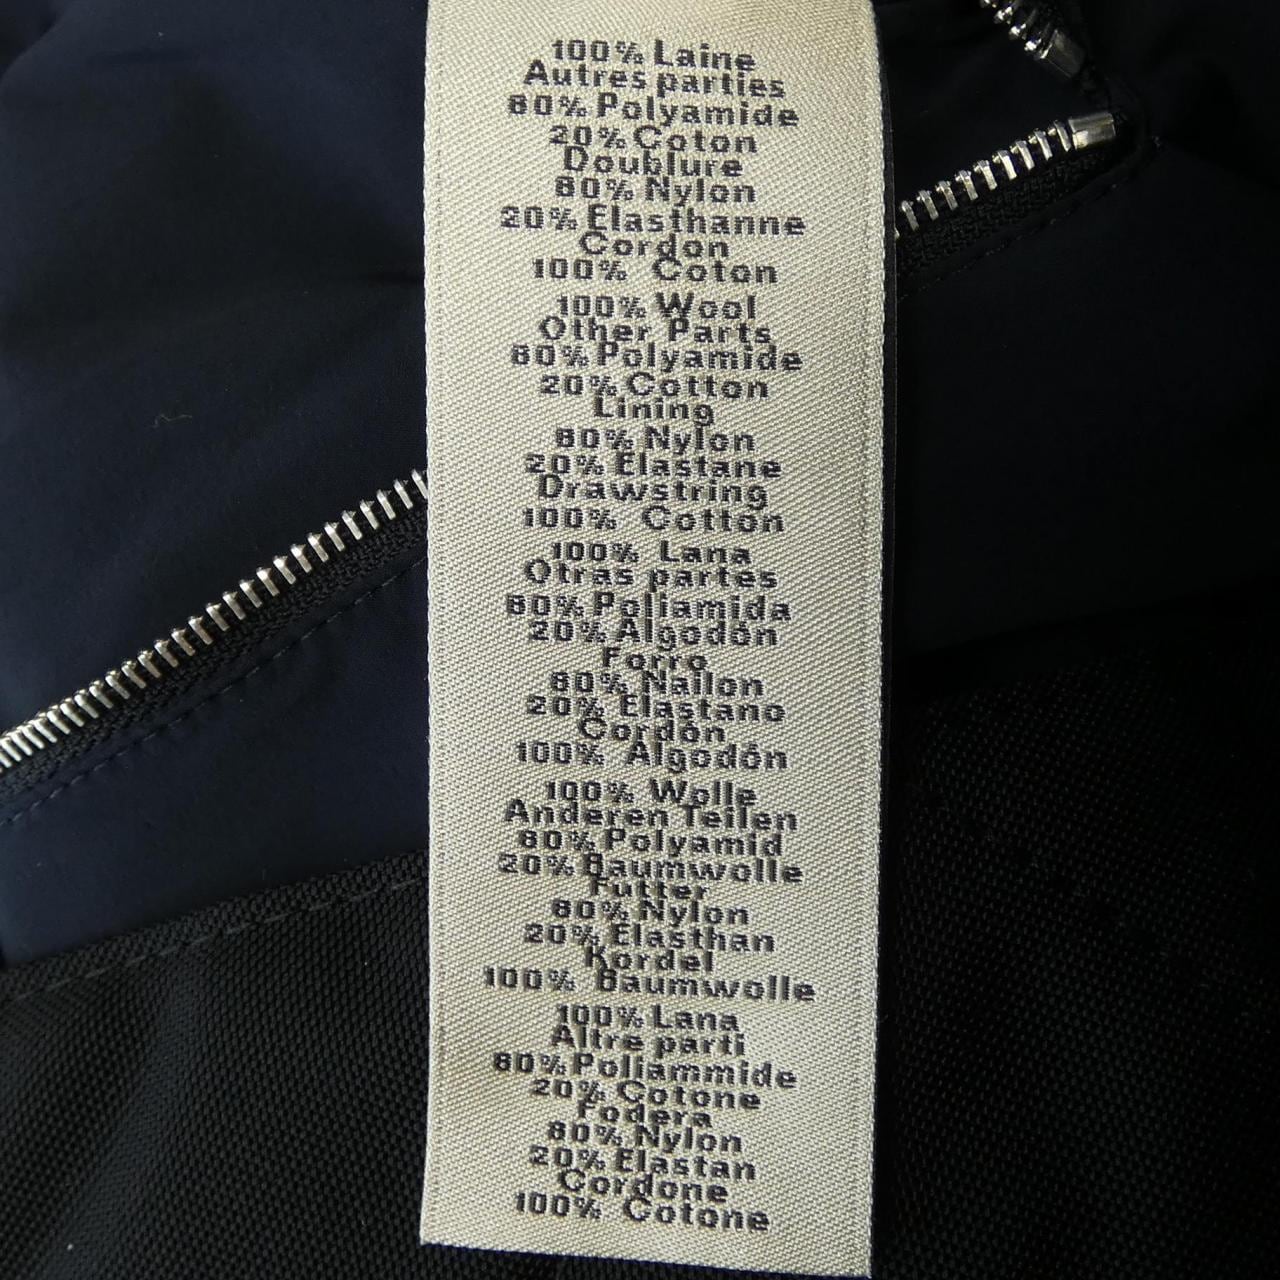 100% Laine
Autres parties
80% Polyamide
20% Coton
Doublure
80% Nylon
20% Elasthanne
Cordon
100% Coton
100% Wool
Other Parts
80% Polyamide
20% Cotton
Lining
80% Nylon
20% Elastane
Drawstring
100% Cotton
100% Lana
Otras partes
80% Poliamida
20% Algodón
Forro
80% Nailon
20% Elastano
Cordón
100% Algodón
100% Wolle
Anderen Teilen
80% Polyamid
20% Baumwolle
Futter
80% Nylon
20% Elasthan
Kordel
100% Baumwolle
100% Lana
Altre parti
80% Poliammide
20% Cotone
Fodera
80% Nylon
20% Elastan
Cordone
100% Cotone